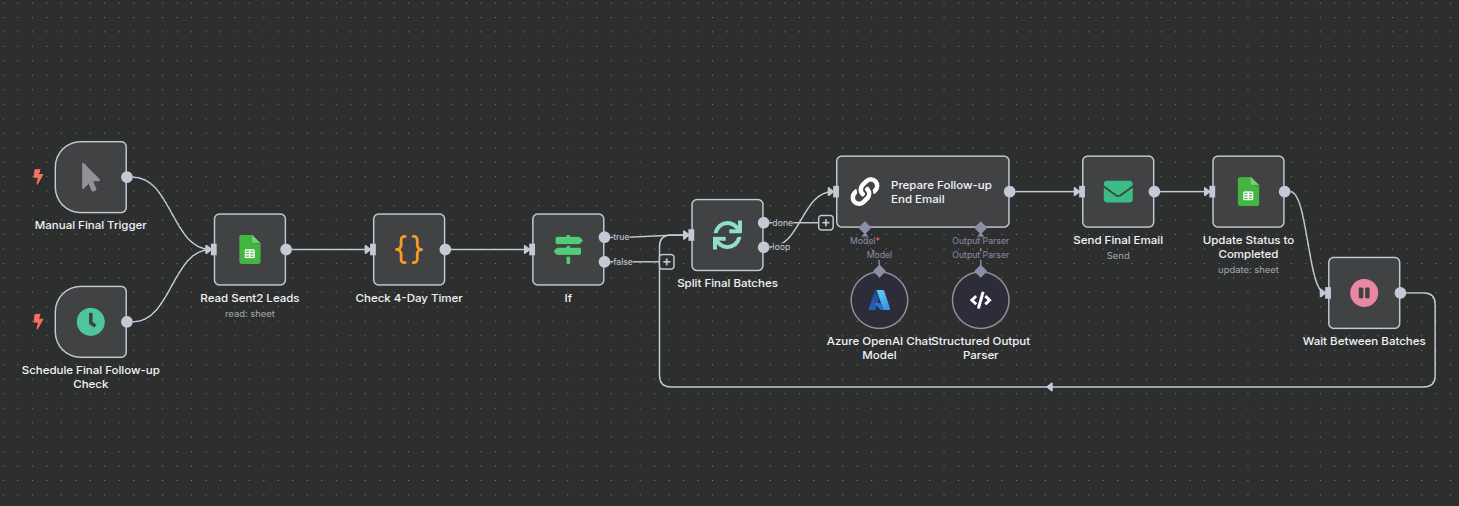 Manual Final Trigger
Schedule Final Follow-up
Check
Read Sent2 Leads
read: sheet
Check 4-Day Timer
If
true
false
Split Final Batches
done
loop
Prepare Follow-up
End Email
Model*
Model
Output Parser
Output Parser
Azure OpenAI Chat
Model
Structured Output
Parser
Send Final Email
Send
Update Status to
Completed
update: sheet
Wait Between Batches